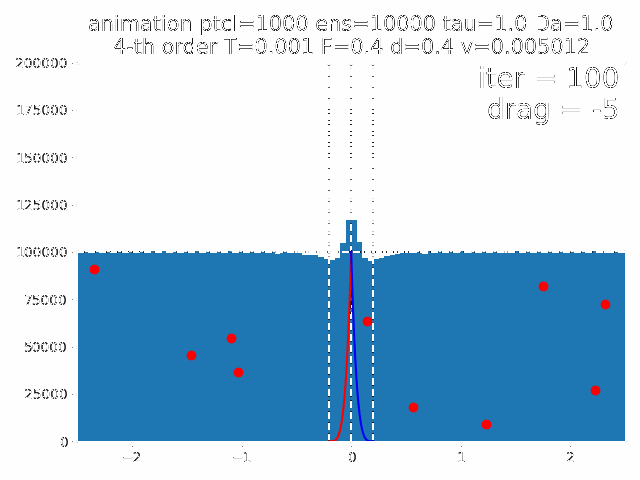 animation ptcl=1000 ens=10000 tau=1.0 Da=1.0
4-th order T=0.001 F=0.4 d=0.4 v=0.005012
iter = 100
drag = -5
200000
175000
150000
125000
100000
75000
50000
25000
0
−2 −1 0 1 2